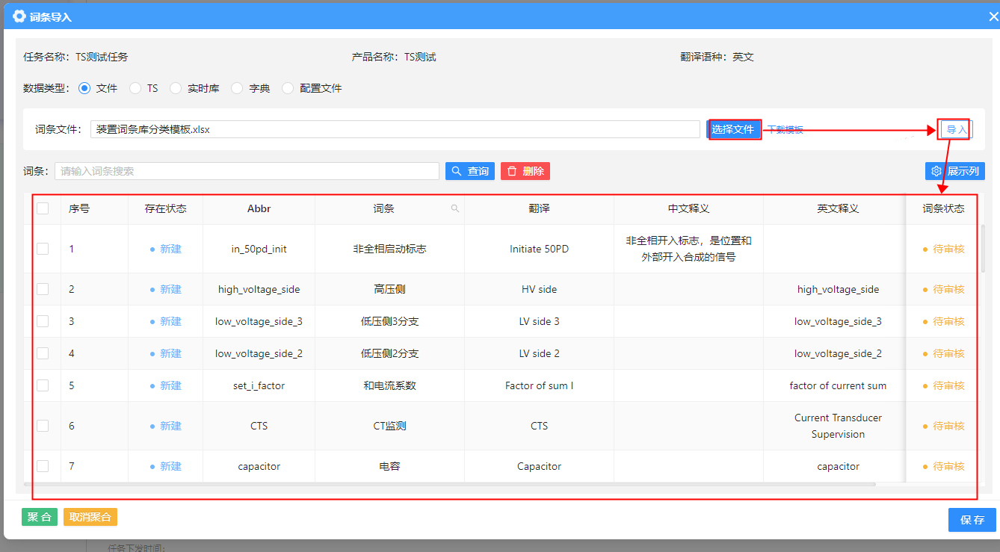 词条导入
任务名称：TS测试任务 产品名称：TS测试 翻译语种：英文
数据类型： 文件 TS 实时库 字典 配置文件
词条文件： 装置词条库分类模板.xlsx 选择文件 下载模板 导入
词条： 请输入词条搜索 查询 删除 展示列
序号 存在状态 Abbr 词条 翻译 中文释义 英文释义 词条状态
1 新建 in_50pd_init 非全相启动标志 Initiate 50PD 非全相开入标志，是位置和 待审核
外部开入合成的信号
2 新建 high_voltage_side 高压侧 HV side high_voltage_side 待审核
3 新建 low_voltage_side_3 低压侧3分支 LV side 3 low_voltage_side_3 待审核
4 新建 low_voltage_side_2 低压侧2分支 LV side 2 low_voltage_side_2 待审核
5 新建 set_i_factor 和电流系数 Factor of sum I factor of current sum 待审核
6 新建 CTS CT监测 CTS Current Transducer 待审核
Supervision
7 新建 capacitor 电容 Capacitor capacitor 待审核
聚合 取消聚合 保存
任务下发时间: